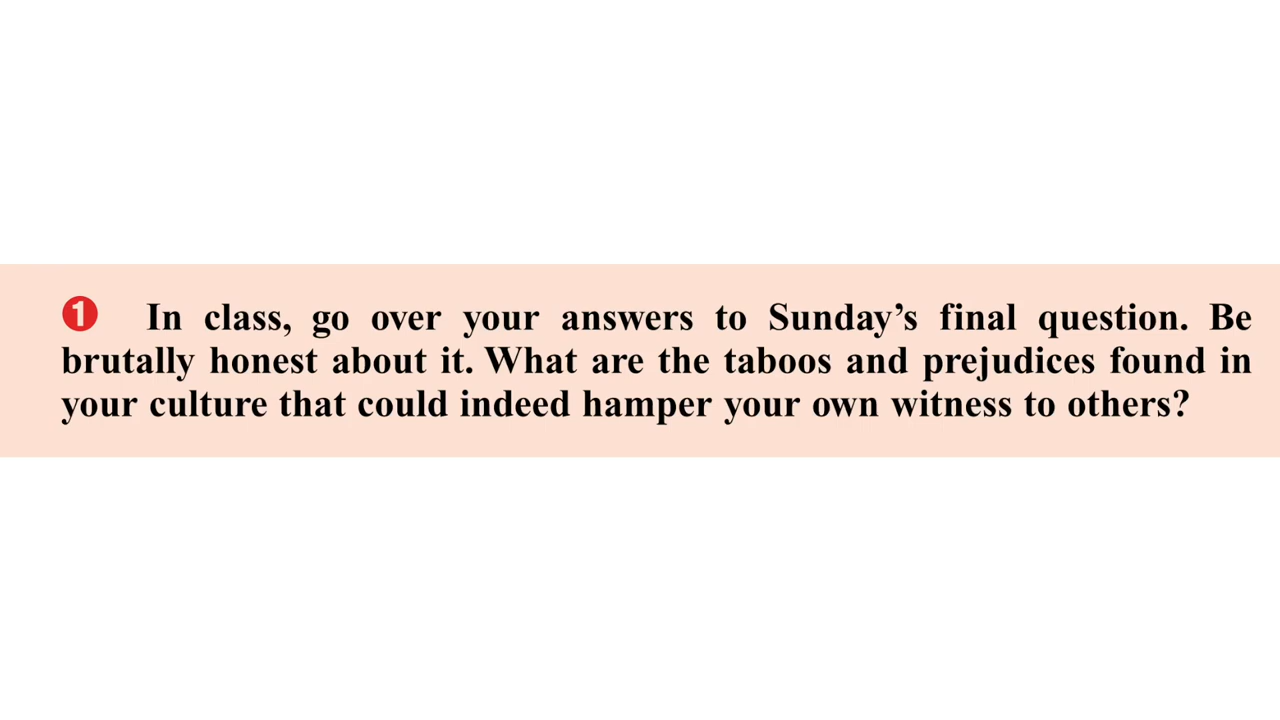 ❶ In class, go over your answers to Sunday’s final question. Be
brutally honest about it. What are the taboos and prejudices found in
your culture that could indeed hamper your own witness to others?